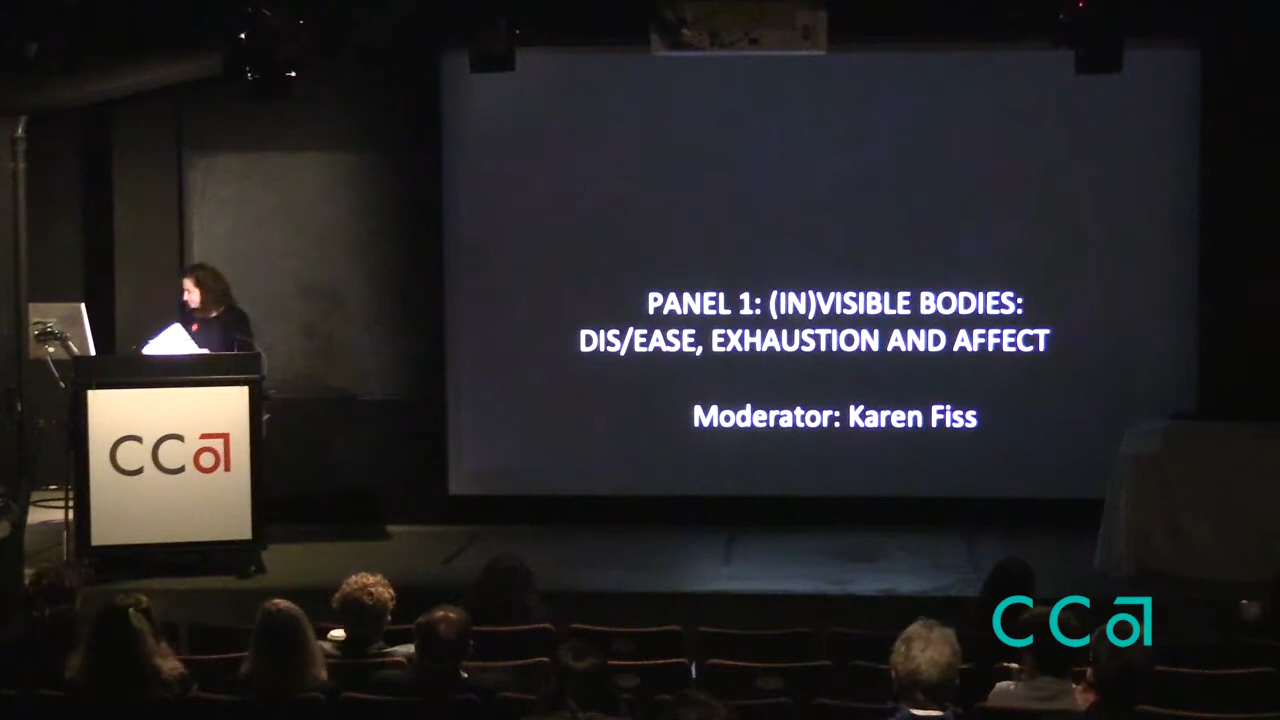 PANEL 1: (IN)VISIBLE BODIES:
DIS/EASE, EXHAUSTION AND AFFECT
Moderator: Karen Fiss
CCA
CCA